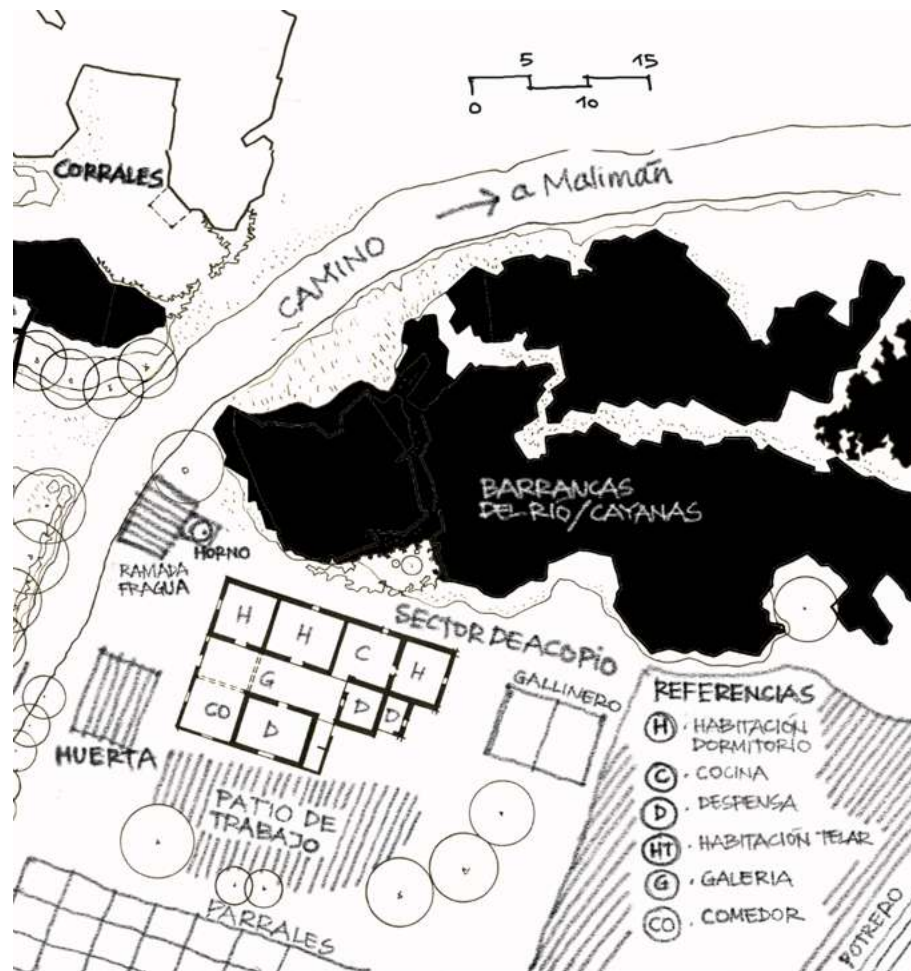 5 15
0 10
CORRALES
→ a Malimán
CAMINO
BARRANCAS
DEL RÍO/CAYANAS
HORNO
RAMADA
FRAGUA
SECTOR DE ACOPIO
H
H
C
H
G
CO
D
D
D
GALLINERO
HUERTA
PATIO DE
TRABAJO
PARRALES
REFERENCIAS
H · HABITACIÓN
DORMITORIO
C · COCINA
D · DESPENSA
HT · HABITACIÓN TELAR
G · GALERIA
CO · COMEDOR
POTRERO